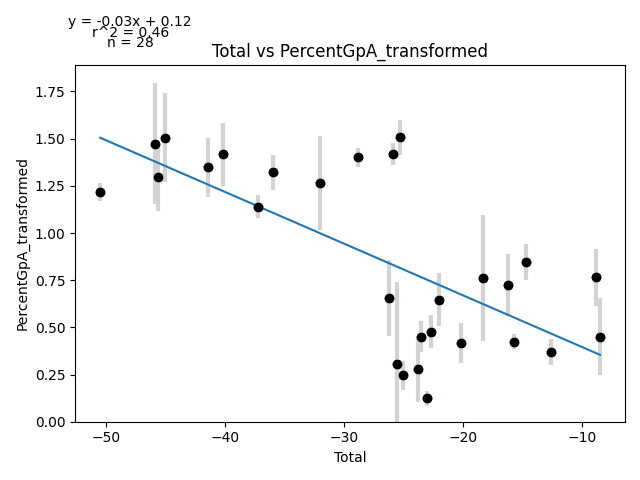 y = -0.03x + 0.12
r^2 = 0.46
n = 28
Total vs PercentGpA_transformed
PercentGpA_transformed
1.75
1.50
1.25
1.00
0.75
0.50
0.25
0.00
−50 −40 −30 −20 −10
Total